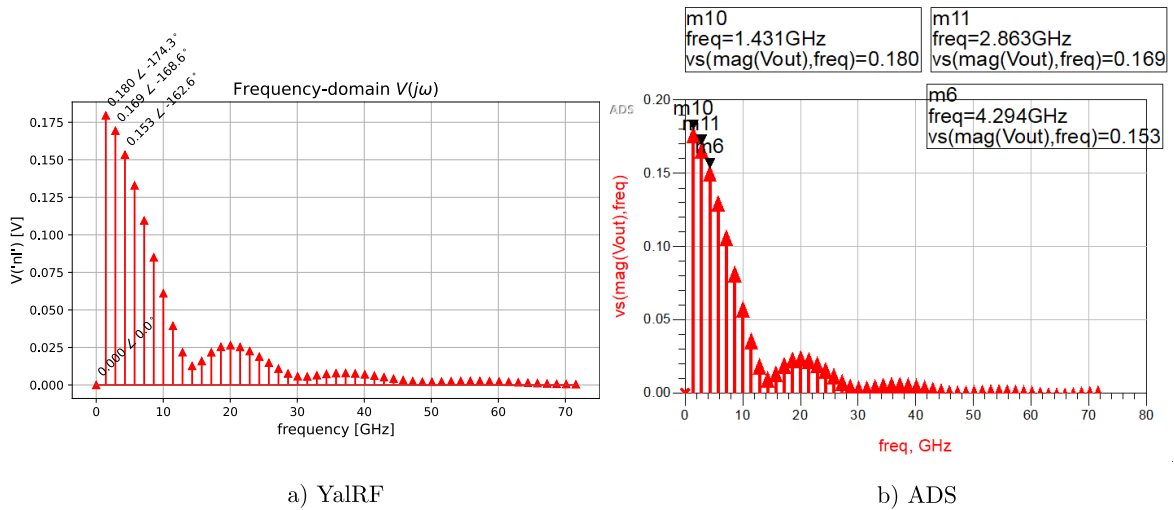 Frequency-domain V(jω)
0.180 ∠ -174.3°
0.169 ∠ -168.6°
0.153 ∠ -162.6°
0.000 ∠ 0.0°
V('nl') [V]
0.175
0.150
0.125
0.100
0.075
0.050
0.025
0.000
0 10 20 30 40 50 60 70
frequency [GHz]
a) YalRF
m10
freq=1.431GHz
vs(mag(Vout),freq)=0.180
m11
freq=2.863GHz
vs(mag(Vout),freq)=0.169
m6
freq=4.294GHz
vs(mag(Vout),freq)=0.153
ADS
m10
m11
m6
vs(mag(Vout),freq)
0.20
0.15
0.10
0.05
0.00
0 10 20 30 40 50 60 70 80
freq, GHz
b) ADS